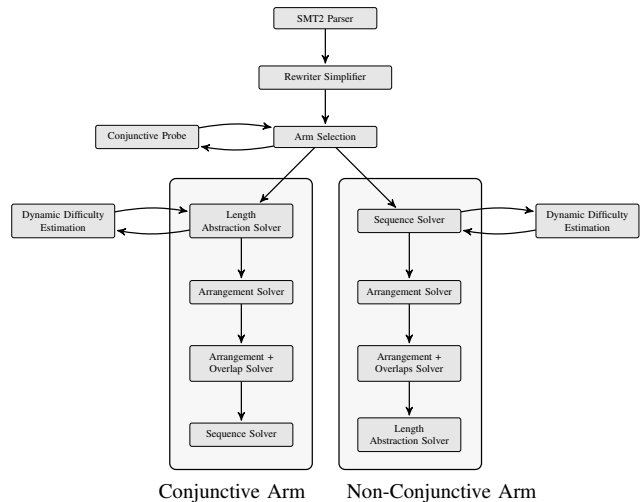 SMT2 Parser
Rewriter Simplifier
Conjunctive Probe
Arm Selection
Dynamic Difficulty
Estimation
Length
Abstraction Solver
Sequence Solver
Dynamic Difficulty
Estimation
Arrangement Solver
Arrangement Solver
Arrangement +
Overlap Solver
Arrangement +
Overlaps Solver
Sequence Solver
Length
Abstraction Solver
Conjunctive Arm
Non-Conjunctive Arm